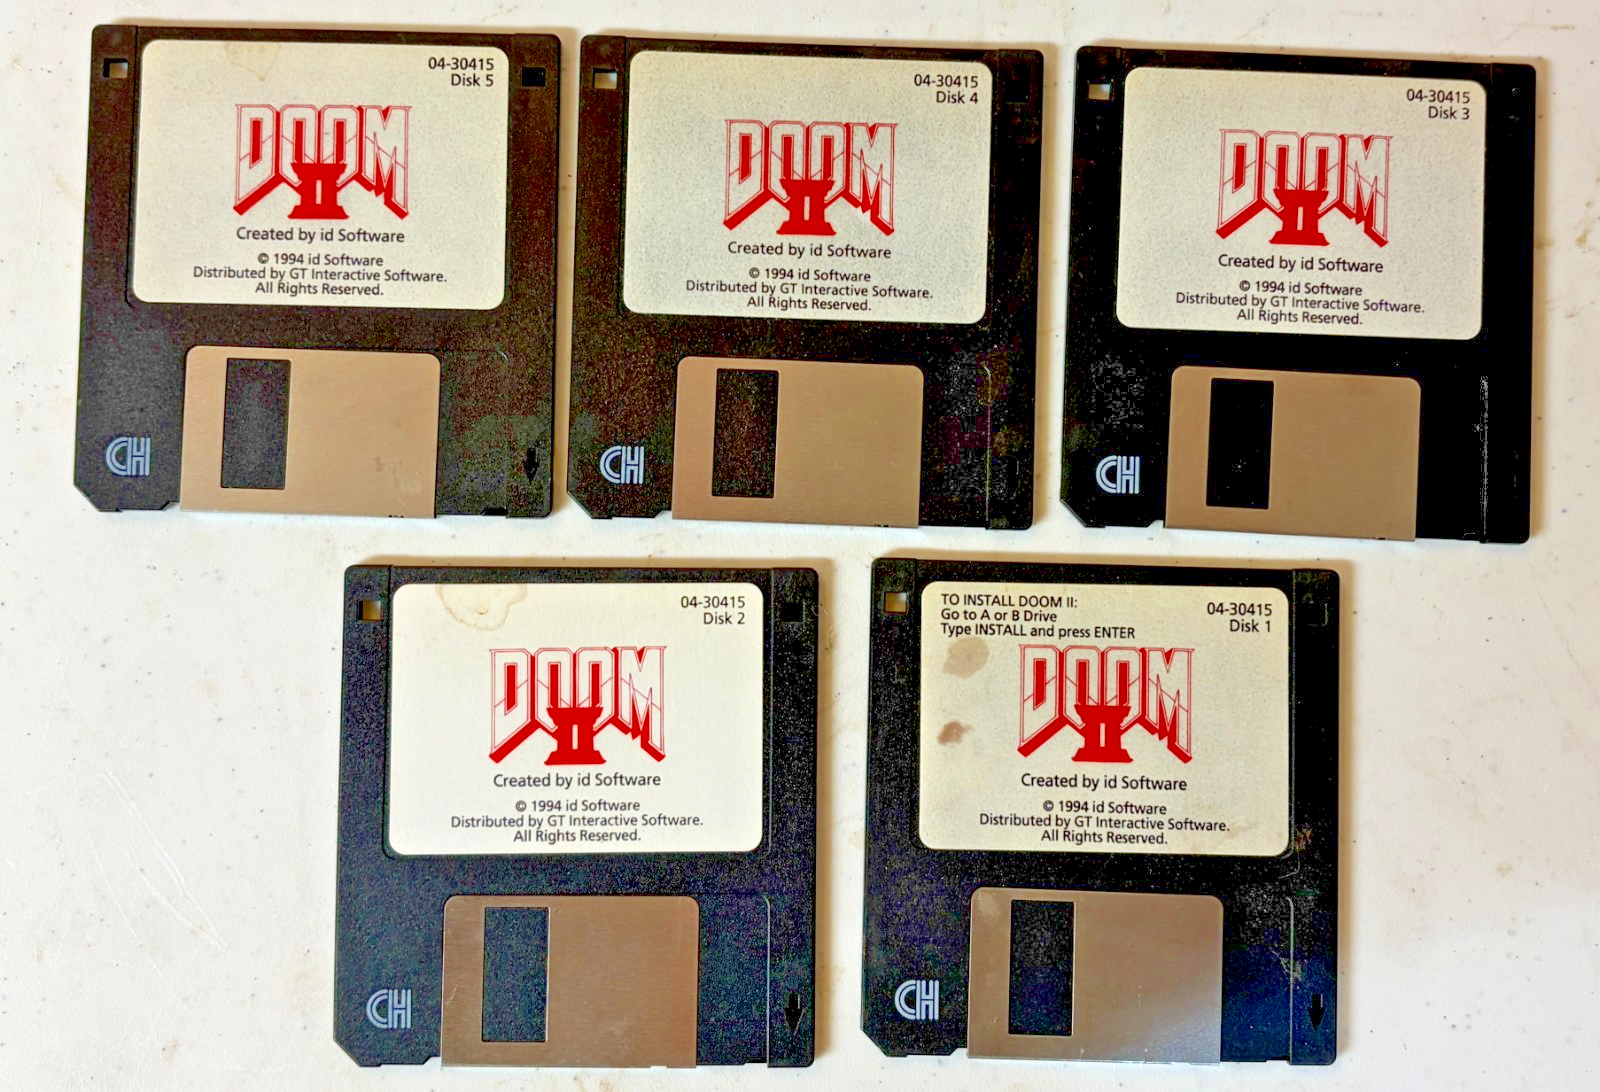 04-30415
Disk 5
DOOM
II
Created by id Software
© 1994 id Software
Distributed by GT Interactive Software.
All Rights Reserved.
CH
04-30415
Disk 4
DOOM
II
Created by id Software
© 1994 id Software
Distributed by GT Interactive Software.
All Rights Reserved.
CH
04-30415
Disk 3
DOOM
II
Created by id Software
© 1994 id Software
Distributed by GT Interactive Software.
All Rights Reserved.
CH
04-30415
Disk 2
DOOM
II
Created by id Software
© 1994 id Software
Distributed by GT Interactive Software.
All Rights Reserved.
CH
TO INSTALL DOOM II:
Go to A or B Drive
Type INSTALL and press ENTER
04-30415
Disk 1
DOOM
II
Created by id Software
© 1994 id Software
Distributed by GT Interactive Software.
All Rights Reserved.
CH